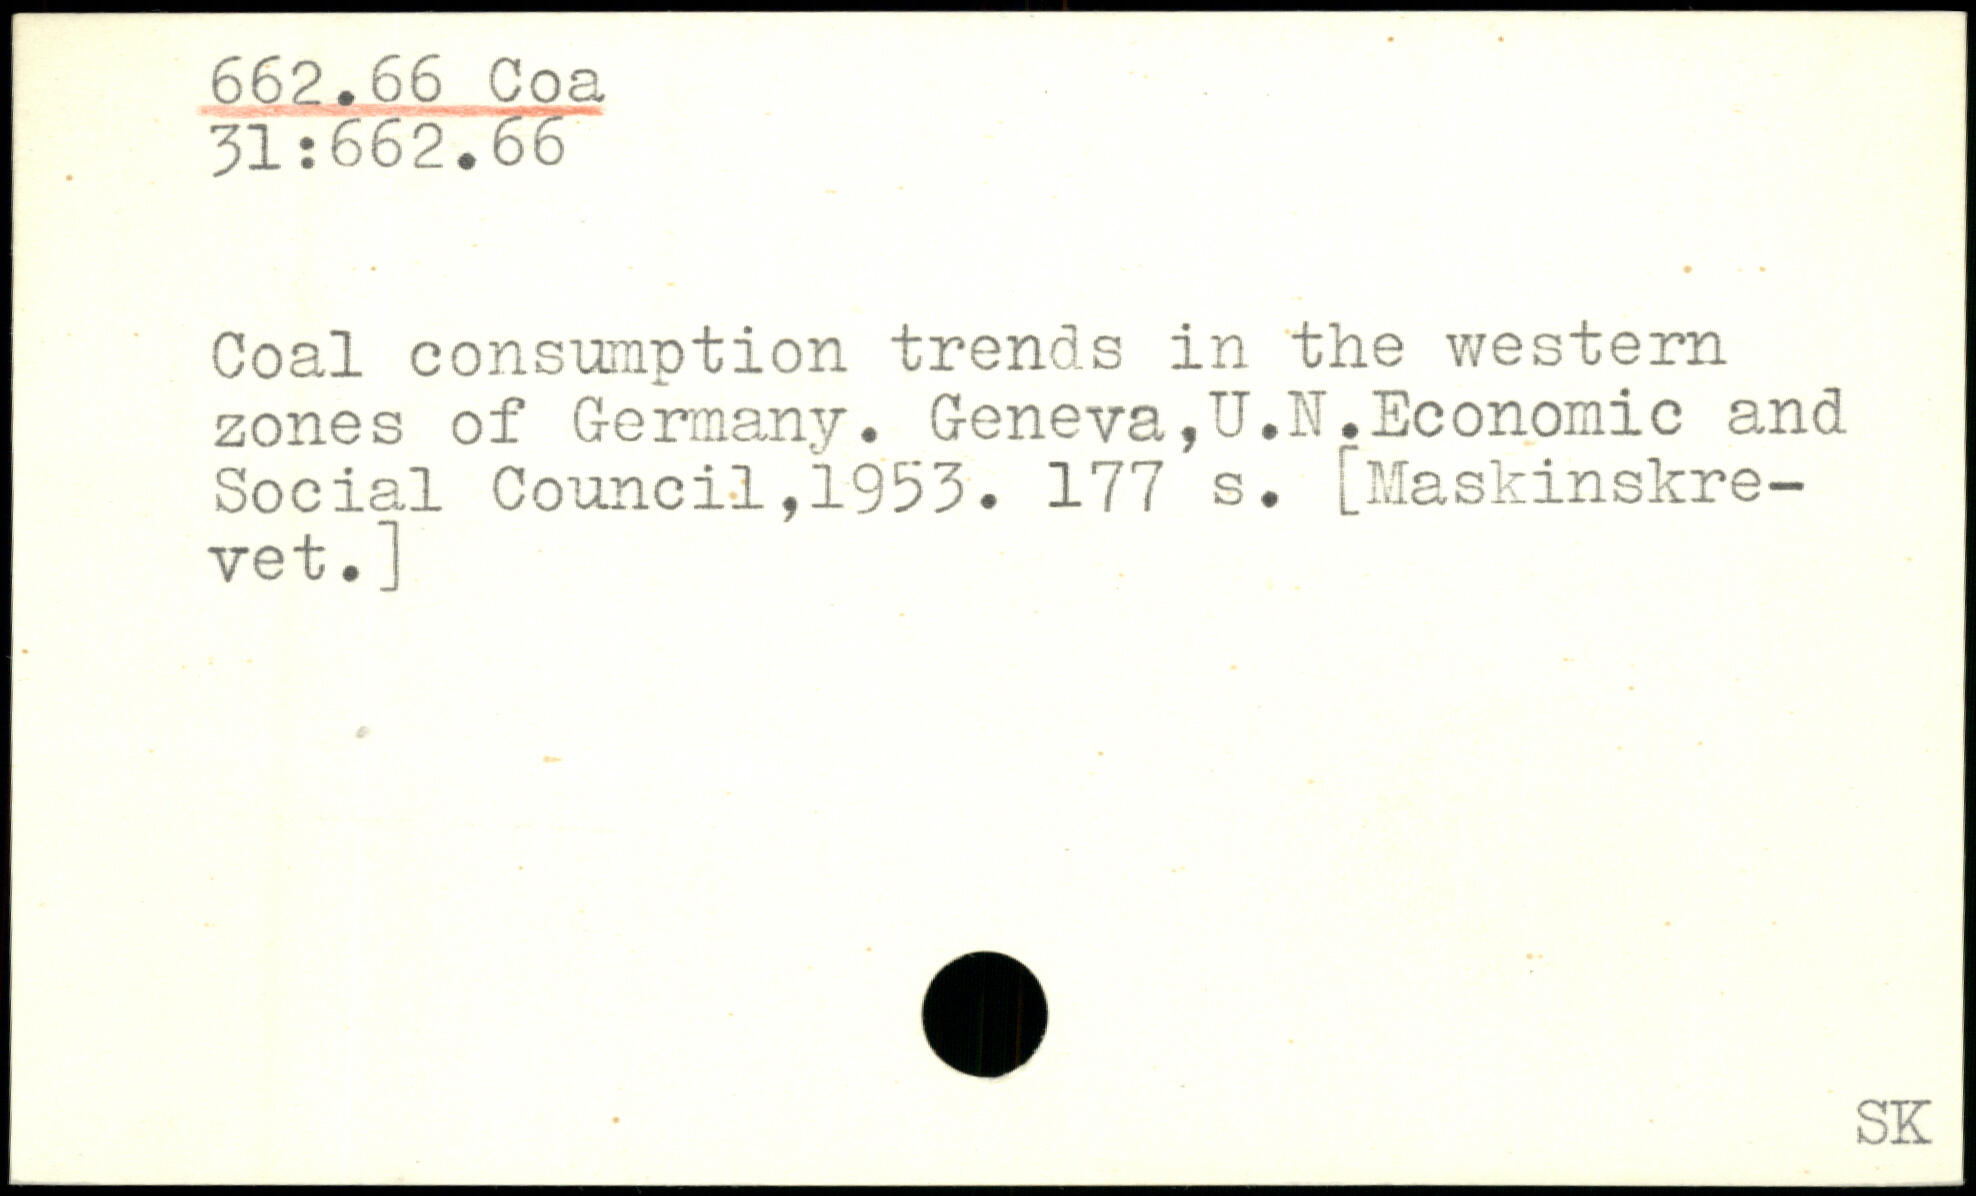 662.66 Coa
31:662.66
Coal consumption trends in the western
zones of Germany. Geneva,U.N.Economic and
Social Council,1953. 177 s. [Maskinskre-
vet.]
SK